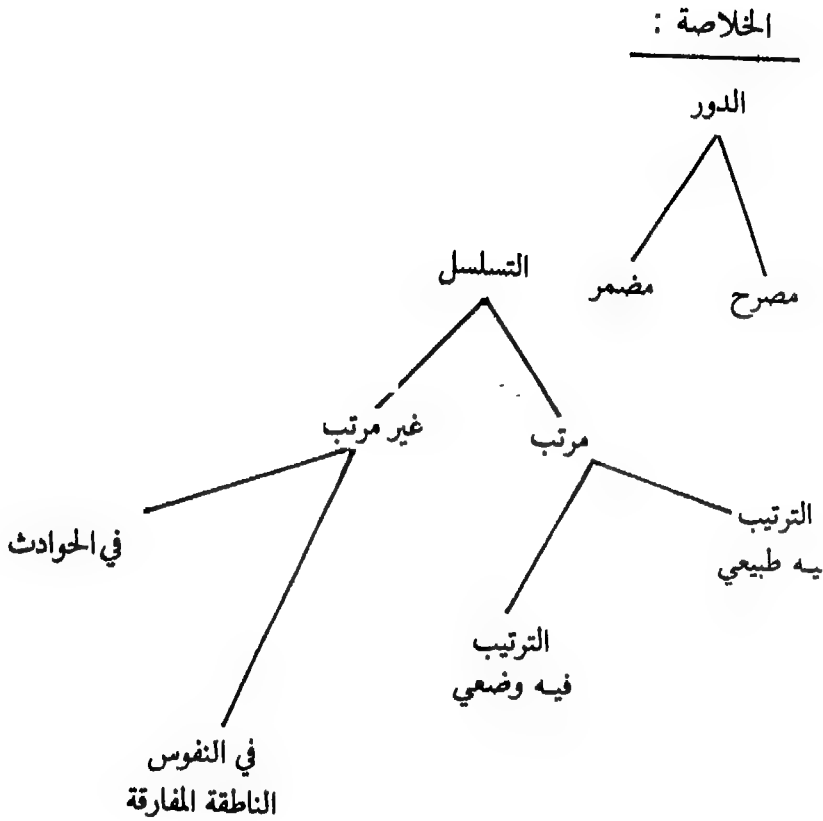 الخلاصة :
الدور
مصرح
مضمر
التسلسل
مرتب
غير مرتب
الترتيب
يه طبيعي
الترتيب
فيه وضعي
في الحوادث
في النفوس
الناطقة المفارقة